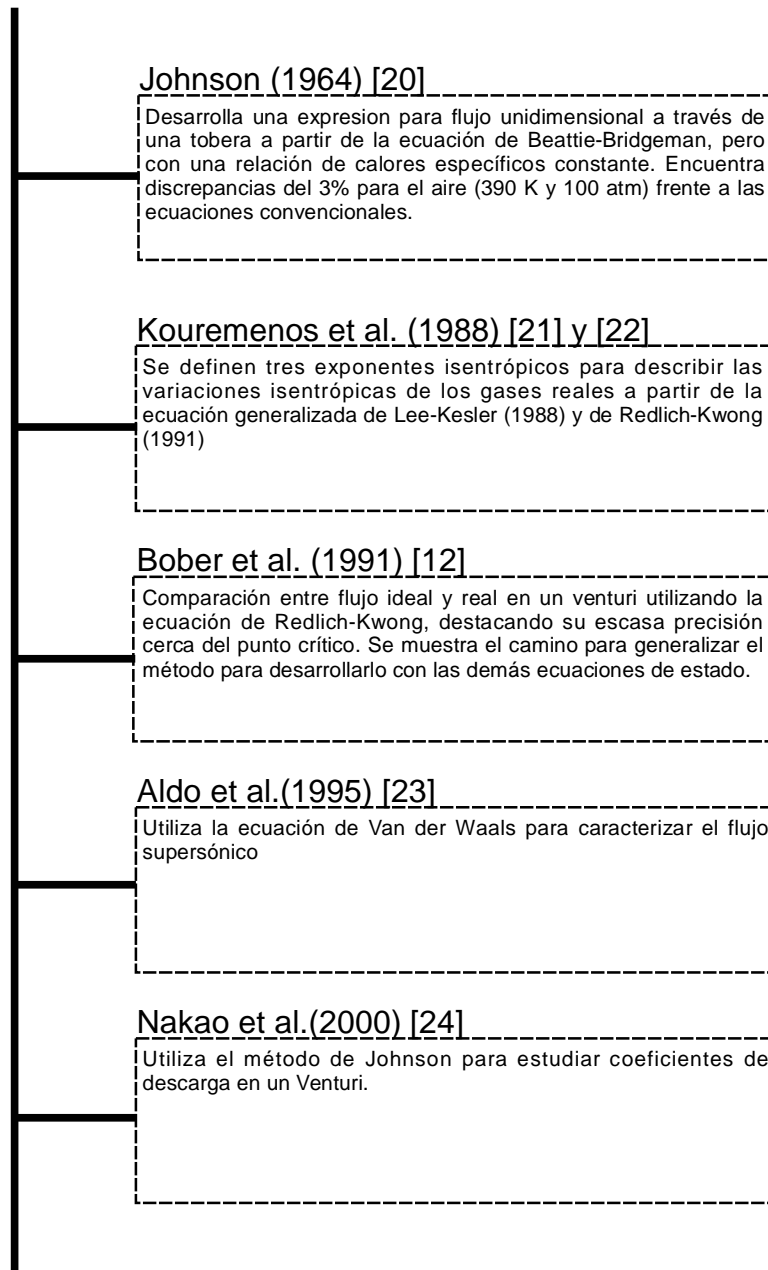 Johnson (1964) [20]
Desarrolla una expresion para flujo unidimensional a través de
una tobera a partir de la ecuación de Beattie-Bridgeman, pero
con una relación de calores específicos constante. Encuentra
discrepancias del 3% para el aire (390 K y 100 atm) frente a las
ecuaciones convencionales.
Kouremenos et al. (1988) [21] y [22]
Se definen tres exponentes isentrópicos para describir las
variaciones isentrópicas de los gases reales a partir de la
ecuación generalizada de Lee-Kesler (1988) y de Redlich-Kwong
(1991)
Bober et al. (1991) [12]
Comparación entre flujo ideal y real en un venturi utilizando la
ecuación de Redlich-Kwong, destacando su escasa precisión
cerca del punto crítico. Se muestra el camino para generalizar el
método para desarrollarlo con las demás ecuaciones de estado.
Aldo et al.(1995) [23]
Utiliza la ecuación de Van der Waals para caracterizar el flujo
supersónico
Nakao et al.(2000) [24]
Utiliza el método de Johnson para estudiar coeficientes de
descarga en un Venturi.